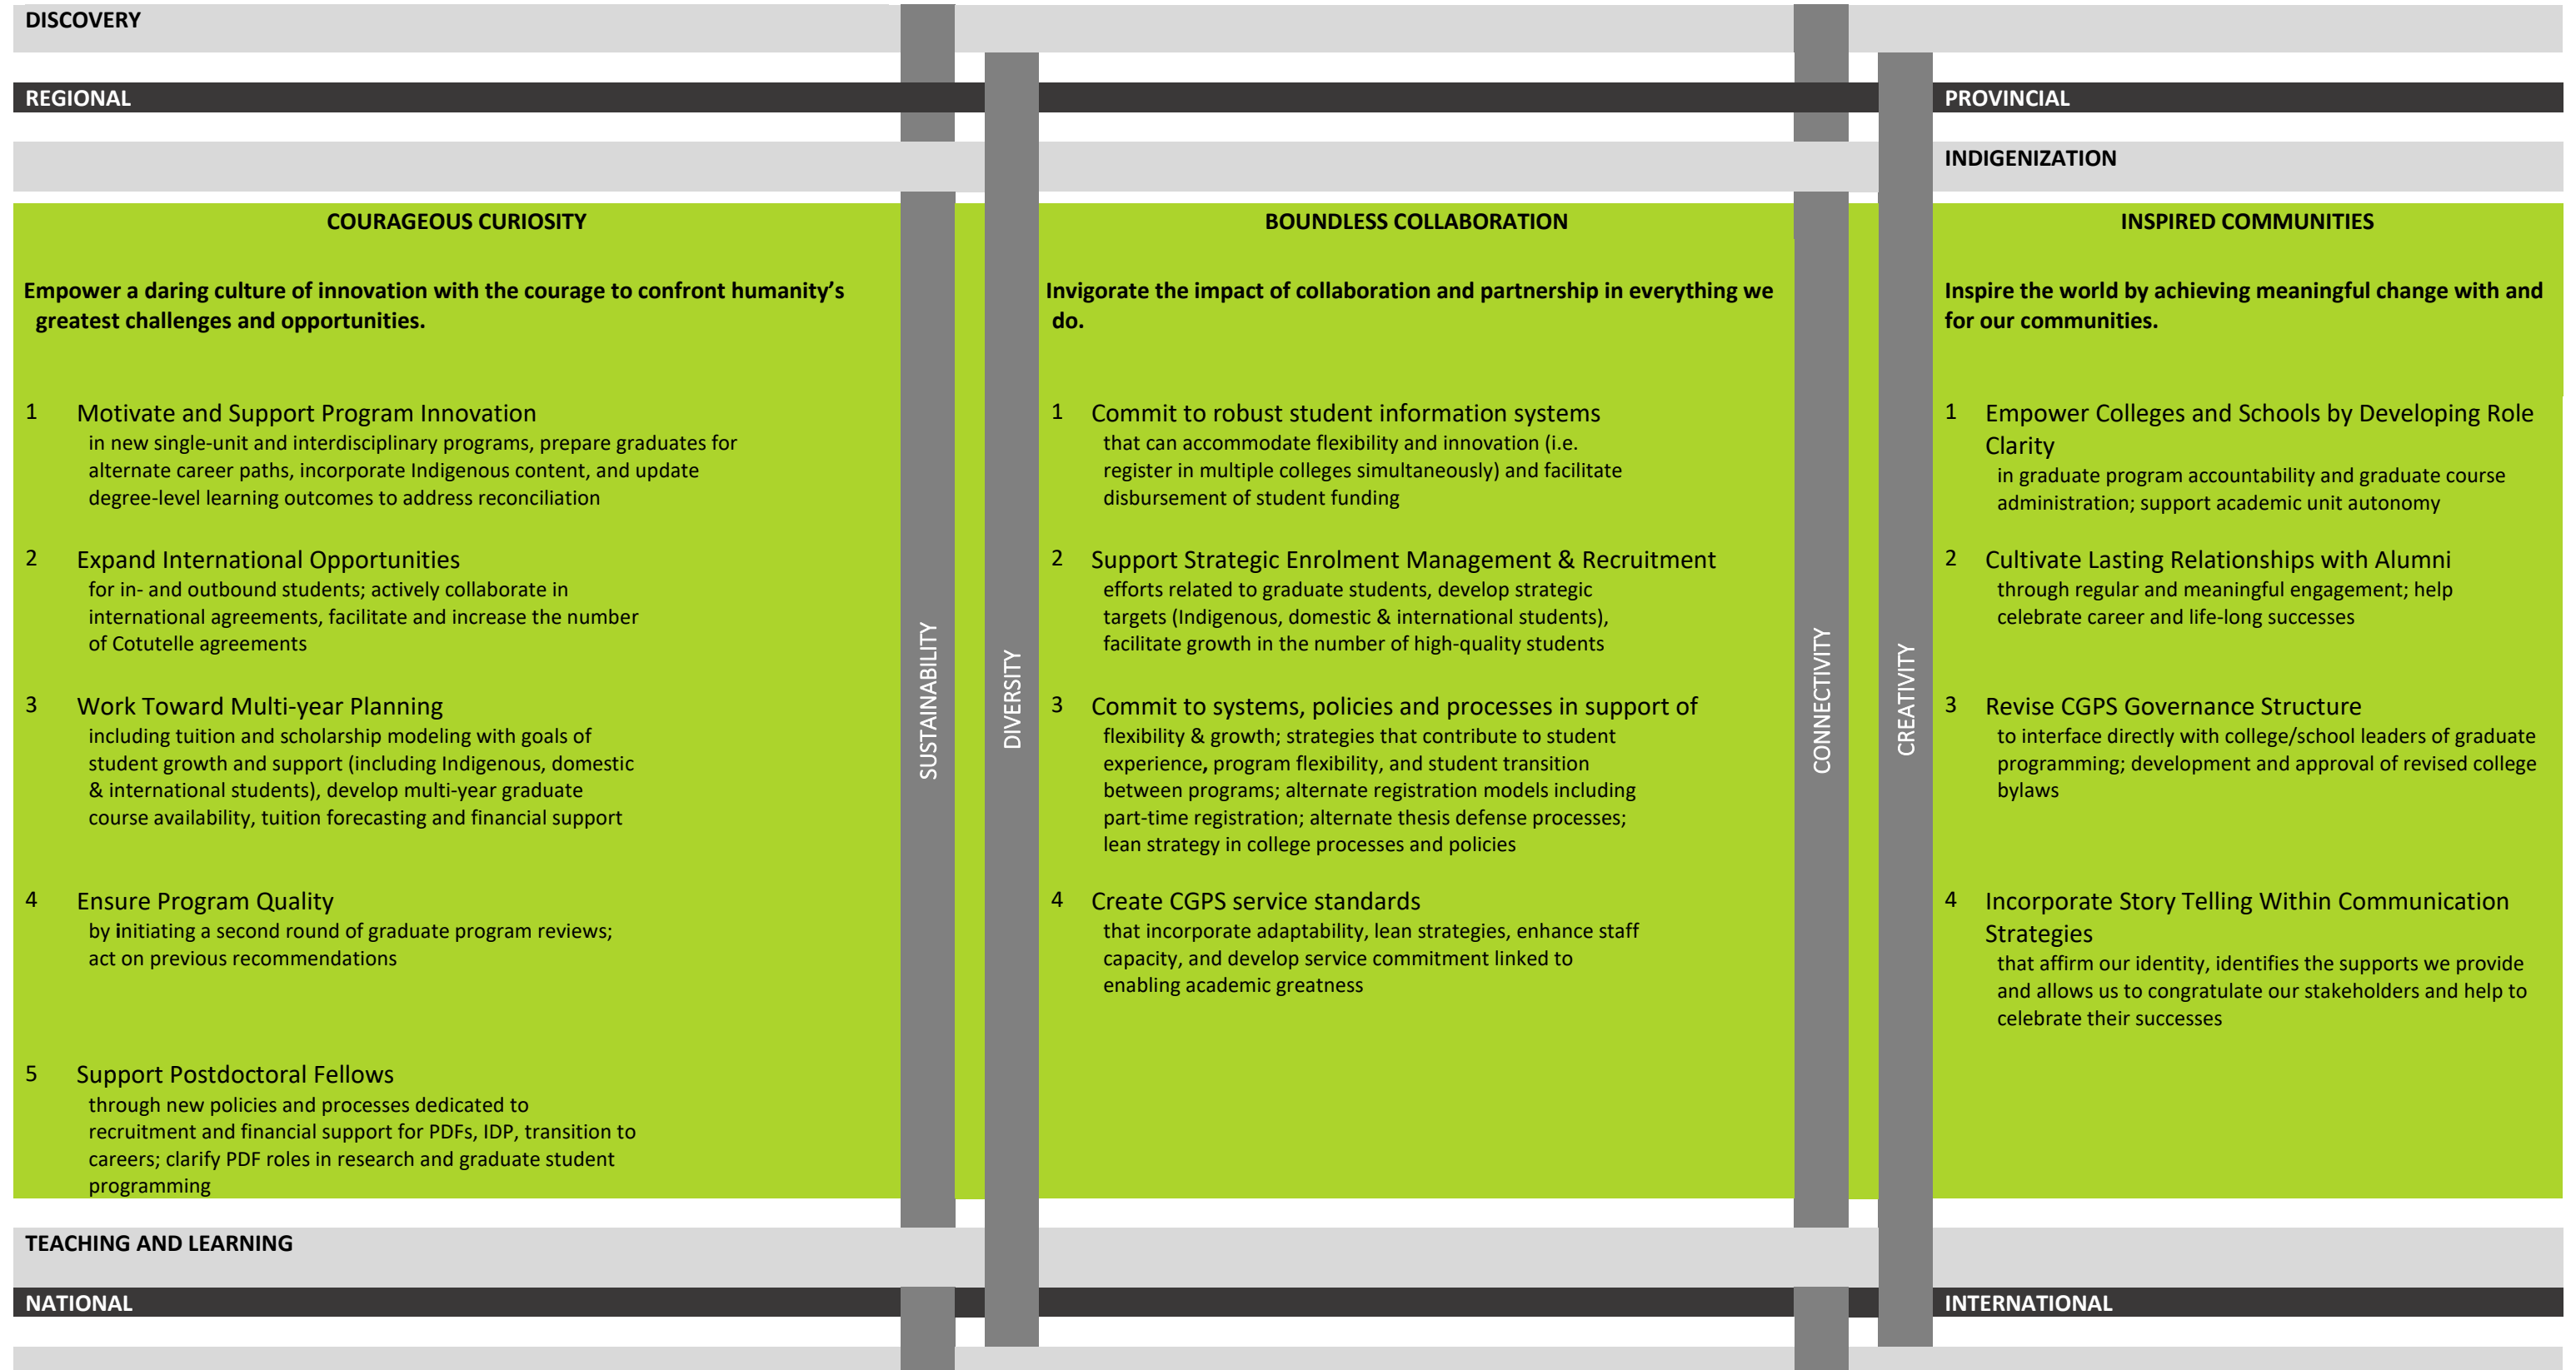 DISCOVERY
REGIONAL
PROVINCIAL
INDIGENIZATION
COURAGEOUS CURIOSITY
Empower a daring culture of innovation with the courage to confront humanity’s
greatest challenges and opportunities.
1 Motivate and Support Program Innovation
in new single-unit and interdisciplinary programs, prepare graduates for
alternate career paths, incorporate Indigenous content, and update
degree-level learning outcomes to address reconciliation
2 Expand International Opportunities
for in- and outbound students; actively collaborate in
international agreements, facilitate and increase the number
of Cotutelle agreements
3 Work Toward Multi-year Planning
including tuition and scholarship modeling with goals of
student growth and support (including Indigenous, domestic
& international students), develop multi-year graduate
course availability, tuition forecasting and financial support
4 Ensure Program Quality
by initiating a second round of graduate program reviews;
act on previous recommendations
5 Support Postdoctoral Fellows
through new policies and processes dedicated to
recruitment and financial support for PDFs, IDP, transition to
careers; clarify PDF roles in research and graduate student
programming
SUSTAINABILITY
DIVERSITY
BOUNDLESS COLLABORATION
Invigorate the impact of collaboration and partnership in everything we
do.
1 Commit to robust student information systems
that can accommodate flexibility and innovation (i.e.
register in multiple colleges simultaneously) and facilitate
disbursement of student funding
2 Support Strategic Enrolment Management & Recruitment
efforts related to graduate students, develop strategic
targets (Indigenous, domestic & international students),
facilitate growth in the number of high-quality students
3 Commit to systems, policies and processes in support of
flexibility & growth; strategies that contribute to student
experience, program flexibility, and student transition
between programs; alternate registration models including
part-time registration; alternate thesis defense processes;
lean strategy in college processes and policies
4 Create CGPS service standards
that incorporate adaptability, lean strategies, enhance staff
capacity, and develop service commitment linked to
enabling academic greatness
CONNECTIVITY
CREATIVITY
INSPIRED COMMUNITIES
Inspire the world by achieving meaningful change with and
for our communities.
1 Empower Colleges and Schools by Developing Role
Clarity
in graduate program accountability and graduate course
administration; support academic unit autonomy
2 Cultivate Lasting Relationships with Alumni
through regular and meaningful engagement; help
celebrate career and life-long successes
3 Revise CGPS Governance Structure
to interface directly with college/school leaders of graduate
programming; development and approval of revised college
bylaws
4 Incorporate Story Telling Within Communication
Strategies
that affirm our identity, identifies the supports we provide
and allows us to congratulate our stakeholders and help to
celebrate their successes
TEACHING AND LEARNING
NATIONAL
INTERNATIONAL